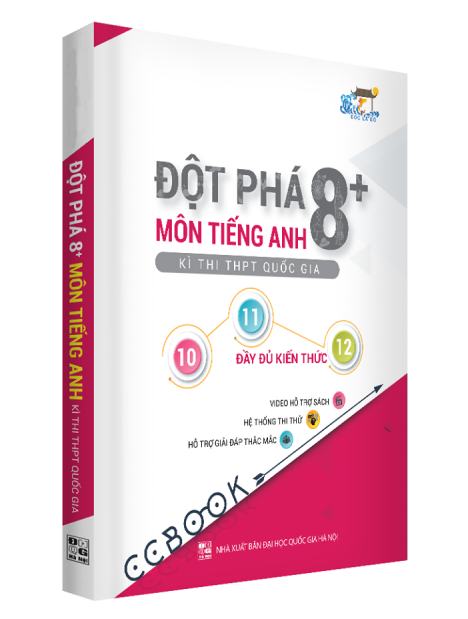 ĐỘT PHÁ 8+
MÔN TIẾNG ANH
KÌ THI THPT QUỐC GIA
10
11
12
ĐẦY ĐỦ KIẾN THỨC
VIDEO HỖ TRỢ SÁCH
HỆ THỐNG THI THỬ
HỖ TRỢ GIẢI ĐÁP THẮC MẮC
CCBOOK
NHÀ XUẤT BẢN ĐẠI HỌC QUỐC GIA HÀ NỘI
ĐỘT PHÁ 8+ MÔN TIẾNG ANH KÌ THI THPT QUỐC GIA
HÀ NỘI